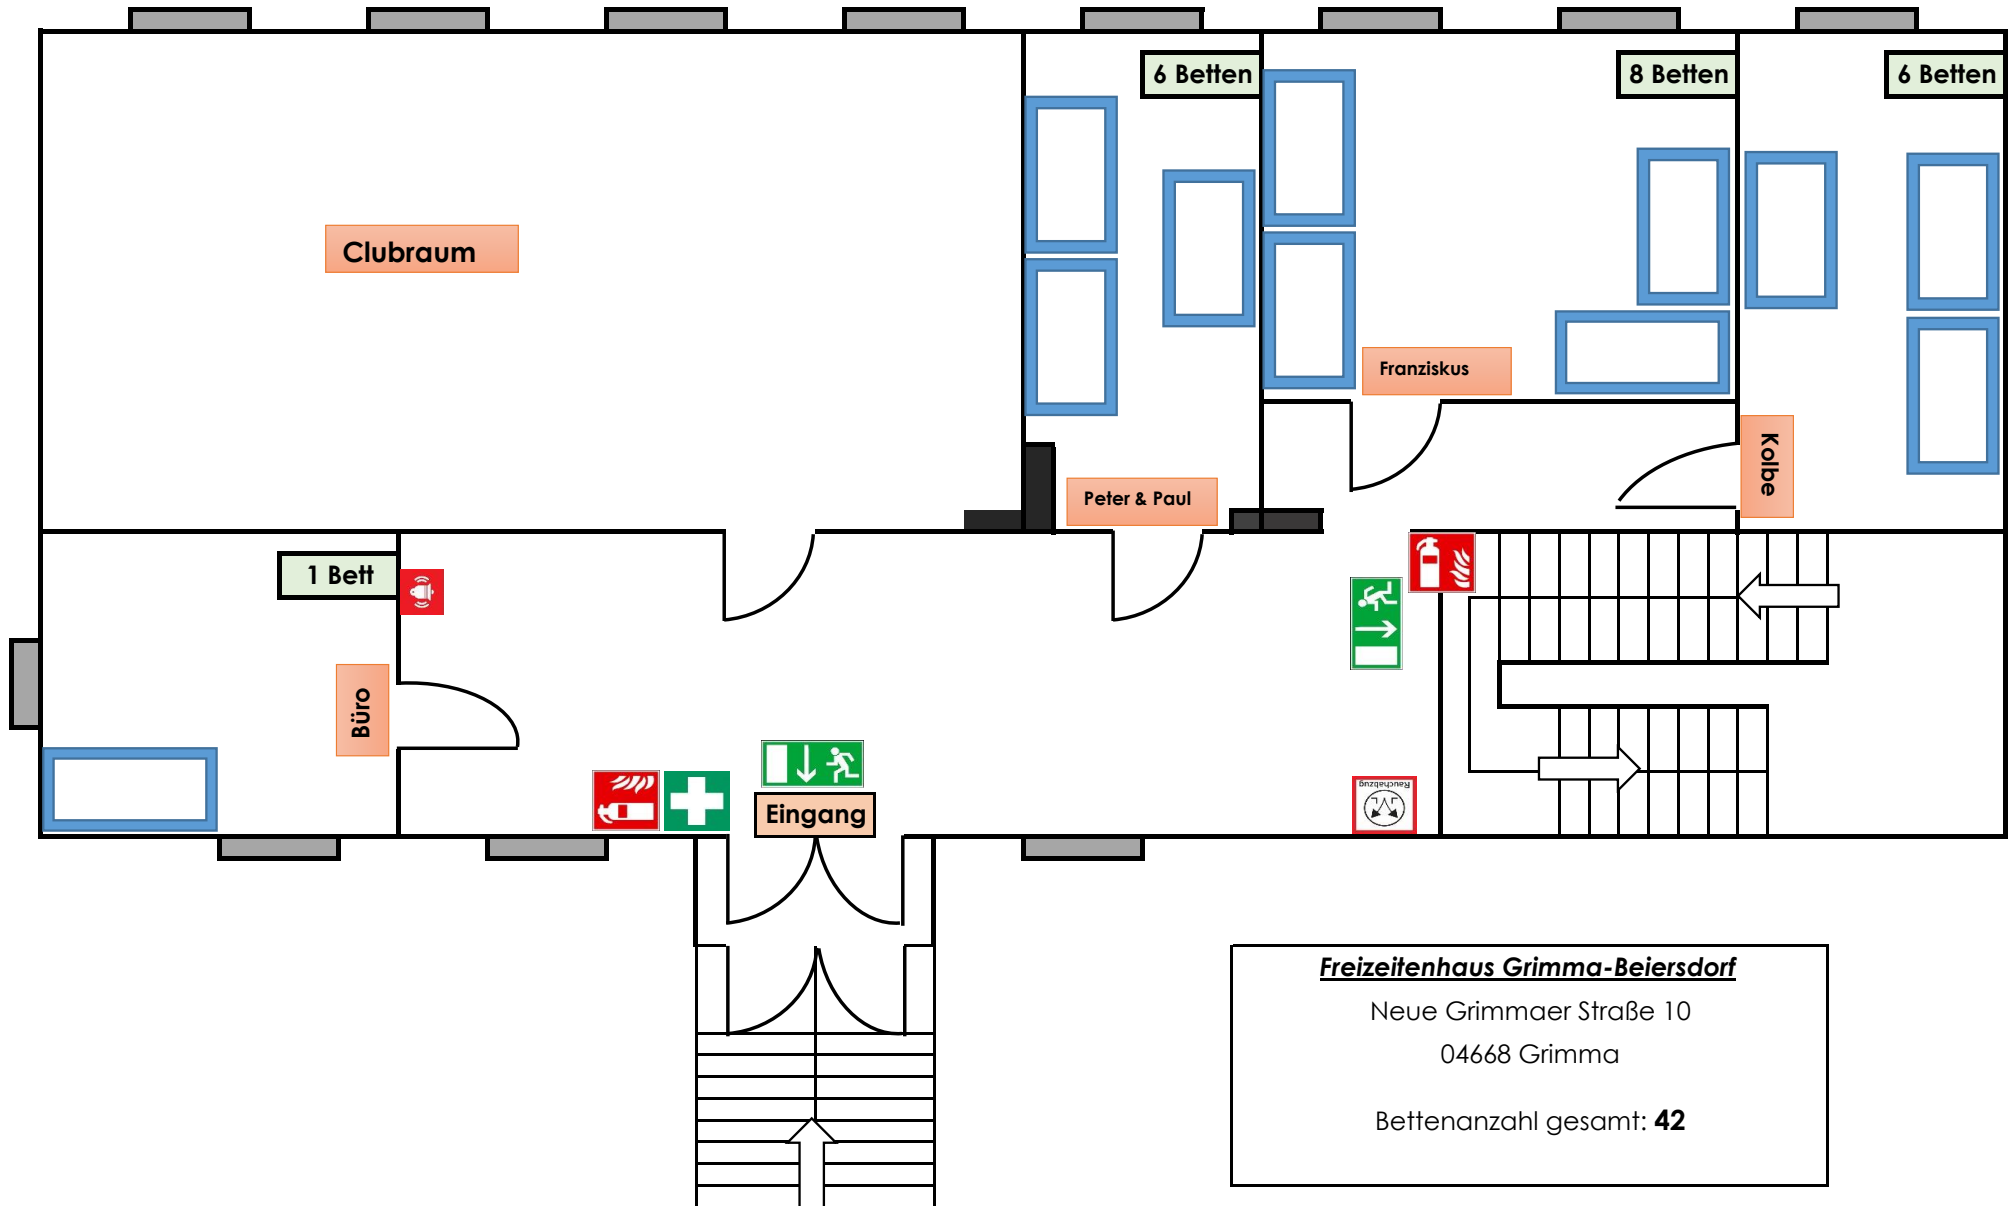 6 Betten
8 Betten
6 Betten
Clubraum
Franziskus
Kolbe
Peter & Paul
1 Bett
Büro
Eingang
Rauchabzug
Freizeitenhaus Grimma-Beiersdorf
Neue Grimmaer Straße 10
04668 Grimma
Bettenanzahl gesamt: 42